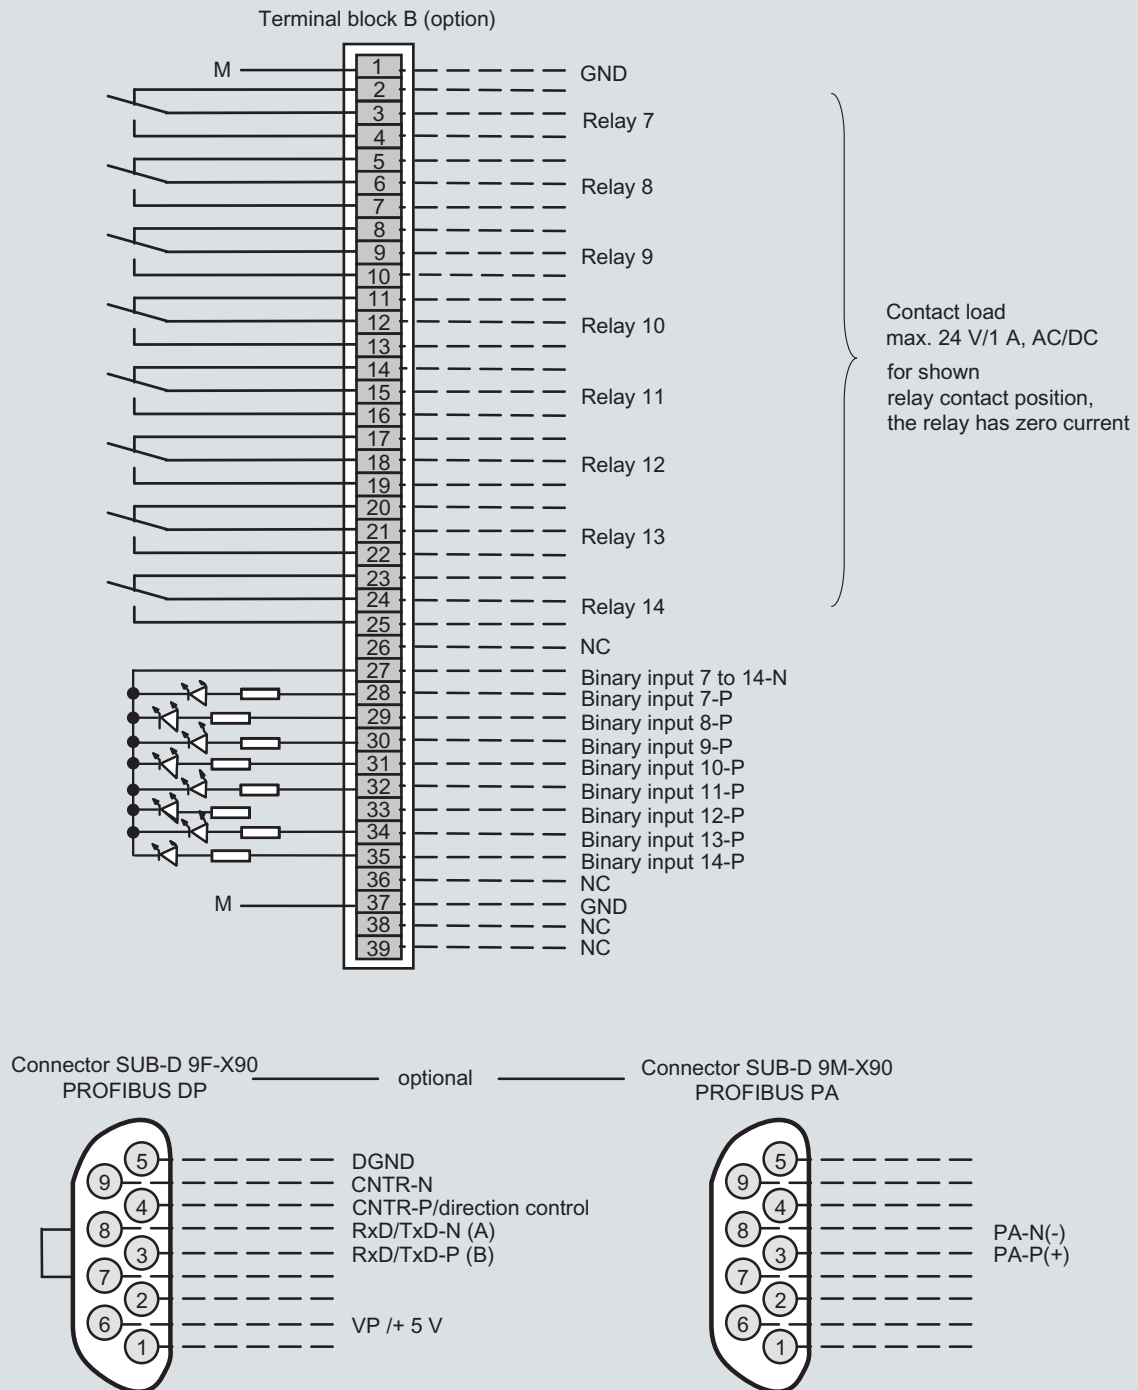 Terminal block B (option)
M 1 GND
2
3 Relay 7
4
5
6 Relay 8
7
8
9 Relay 9
10
11
12 Relay 10
13
14
15 Relay 11
16
17
18 Relay 12
19
20
21 Relay 13
22
23
24 Relay 14
25
Contact load
max. 24 V/1 A, AC/DC
for shown
relay contact position,
the relay has zero current
26 NC
27 Binary input 7 to 14-N
28 Binary input 7-P
29 Binary input 8-P
30 Binary input 9-P
31 Binary input 10-P
32 Binary input 11-P
33 Binary input 12-P
34 Binary input 13-P
35 Binary input 14-P
36 NC
M 37 GND
38 NC
39 NC
Connector SUB-D 9F-X90
PROFIBUS DP
optional
Connector SUB-D 9M-X90
PROFIBUS PA
5 DGND
9 CNTR-N
4 CNTR-P/direction control
8 RxD/TxD-N (A)
3 RxD/TxD-P (B)
7
2
6 VP /+ 5 V
1
5
9
4
8 PA-N(-)
3 PA-P(+)
7
2
6
1